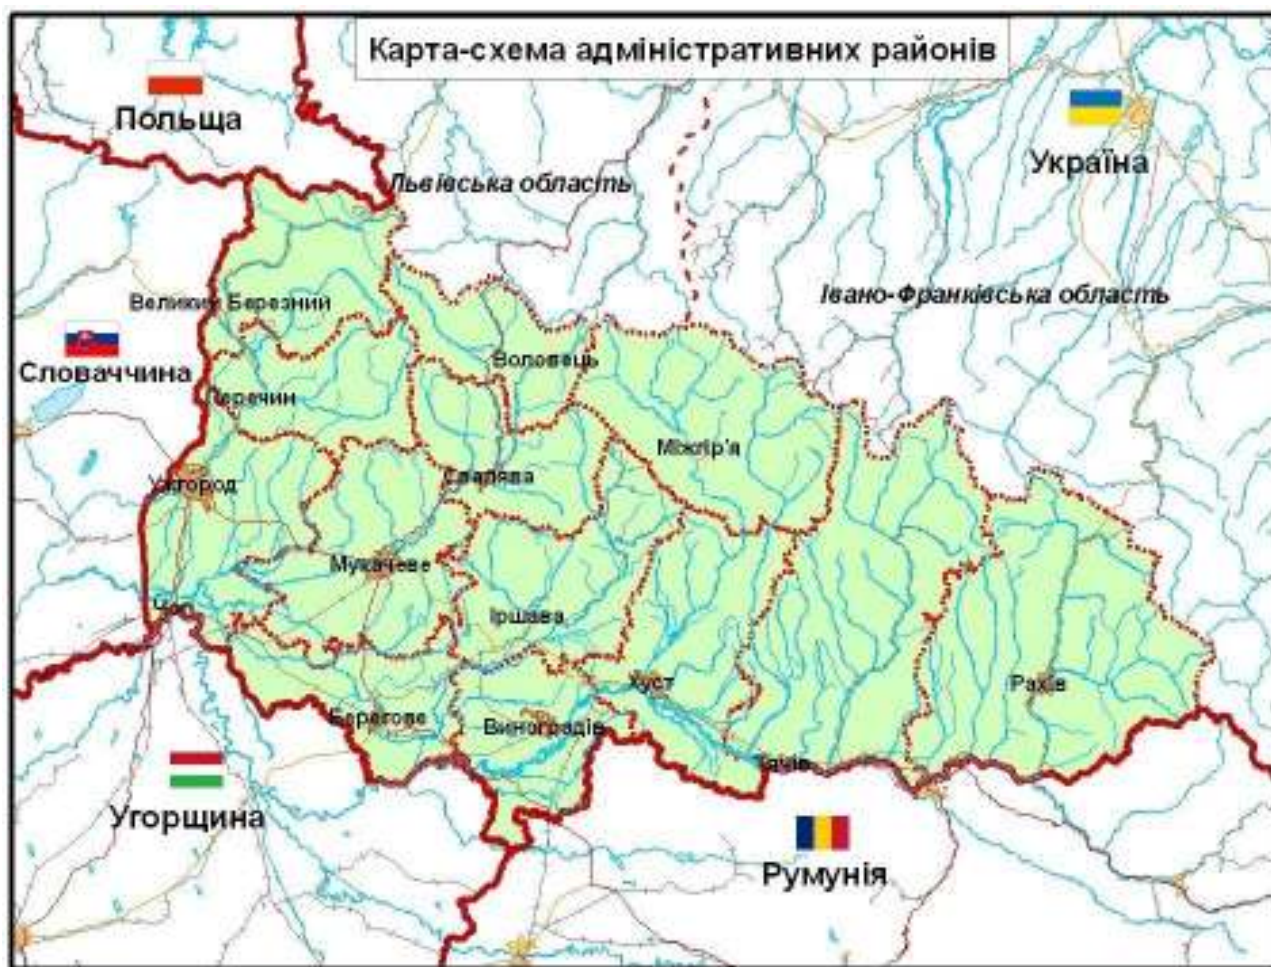 Карта-схема адміністративних районів
Польща
Україна
Львівська область
Івано-Франківська область
Великий Березний
Словаччина
Воловець
Перечин
Міжгір'я
Свалява
Ужгород
Мукачеве
Чоп
Іршава
Хуст
Рахів
Берегове
Виноградів
Тячів
Угорщина
Румунія